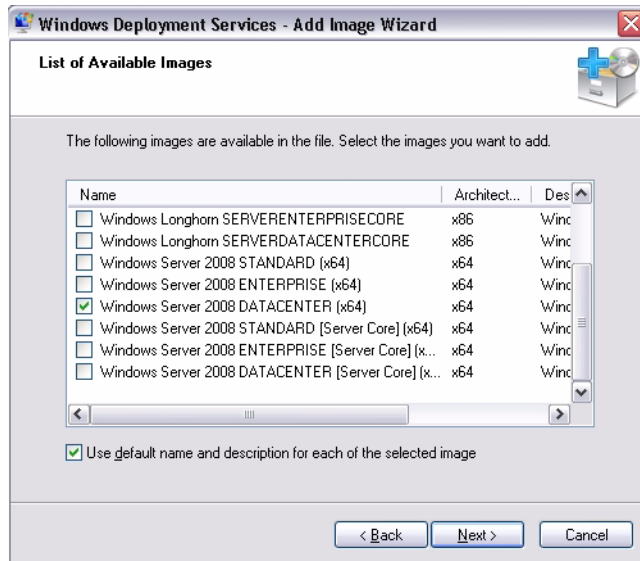 Windows Deployment Services - Add Image Wizard
List of Available Images
The following images are available in the file. Select the images you want to add.
Name Architect... Des
Windows Longhorn SERVERENTERPRISECORE x86 Winc
Windows Longhorn SERVERDATACENTERCORE x86 Winc
Windows Server 2008 STANDARD (x64) x64 Winc
Windows Server 2008 ENTERPRISE (x64) x64 Winc
Windows Server 2008 DATACENTER (x64) x64 Winc
Windows Server 2008 STANDARD [Server Core] (x64) x64 Winc
Windows Server 2008 ENTERPRISE [Server Core] (x... x64 Winc
Windows Server 2008 DATACENTER [Server Core] (x... x64 Winc
Use default name and description for each of the selected image
< Back Next > Cancel